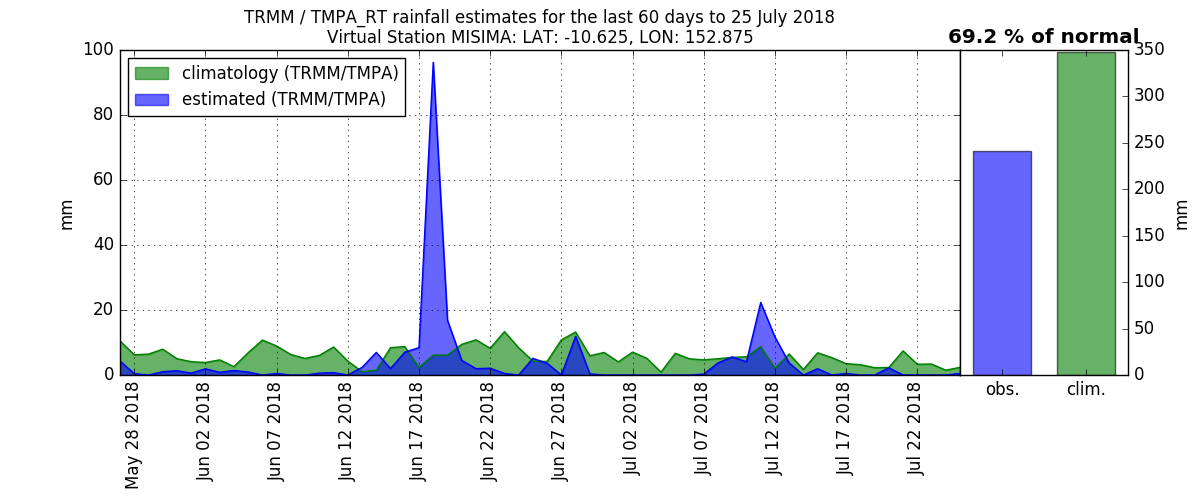 TRMM / TMPA_RT rainfall estimates for the last 60 days to 25 July 2018
Virtual Station MISIMA: LAT: -10.625, LON: 152.875
69.2 % of normal
climatology (TRMM/TMPA)
estimated (TRMM/TMPA)
100
80
60
40
20
0
mm
May 28 2018
Jun 02 2018
Jun 07 2018
Jun 12 2018
Jun 17 2018
Jun 22 2018
Jun 27 2018
Jul 02 2018
Jul 07 2018
Jul 12 2018
Jul 17 2018
Jul 22 2018
350
300
250
200
150
100
50
0
mm
obs.
clim.